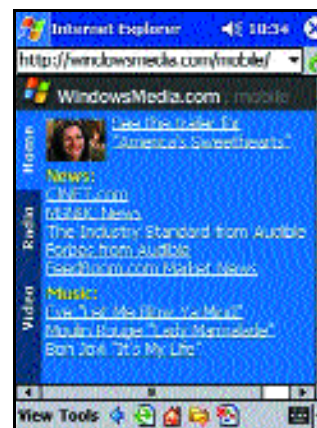 Internet Explorer 10:34
http://windowsmedia.com/mobile/
WindowsMedia.com mobile
Home
Radio
Video
See the trailer for
"America's Sweethearts"
News:
CNET.com
MSNBC News
The Industry Standard from Audible
Forbes from Audible
FeedRoom.com Market News
Music:
Eve "Let Me Blow Ya Mind"
Moulin Rouge "Lady Marmalade"
Bon Jovi "It's My Life"
View Tools